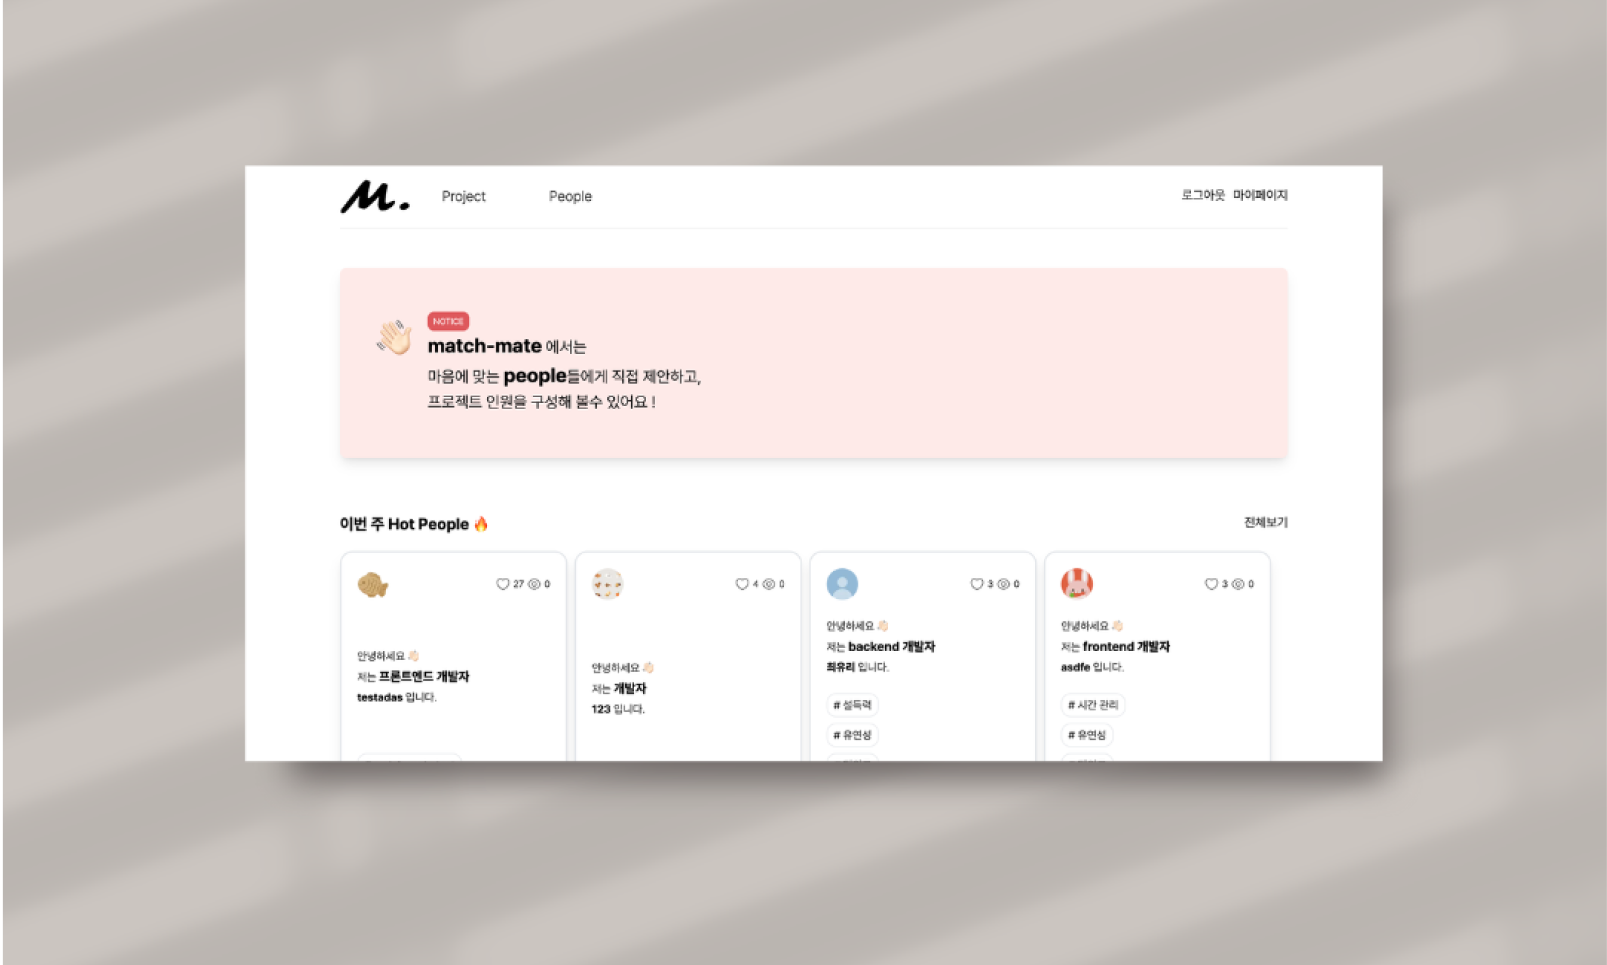 M.
Project People 로그아웃 마이페이지
NOTICE
match-mate 에서는
마음에 맞는 people들에게 직접 제안하고,
프로젝트 인원을 구성해 볼수 있어요 !
이번 주 Hot People 전체보기
27 0
안녕하세요
저는 프론트엔드 개발자
testadas 입니다.
4 0
안녕하세요
저는 개발자
123 입니다.
3 0
안녕하세요
저는 backend 개발자
최유리 입니다.
# 설득력
# 유연성
3 0
안녕하세요
저는 frontend 개발자
asdfe 입니다.
# 시간 관리
# 유연성